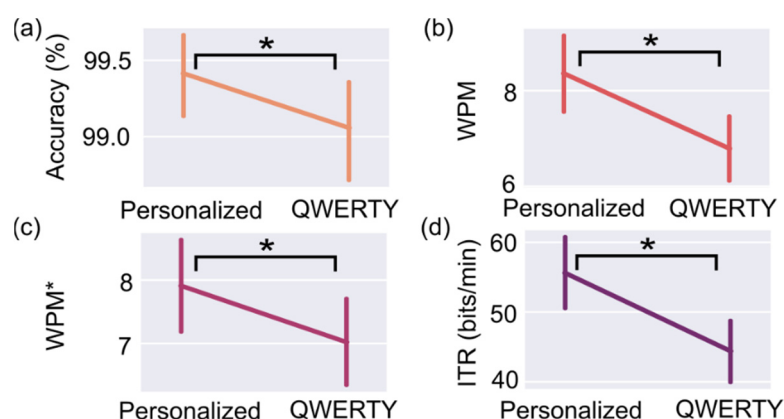 (a)
Accuracy (%)
99.5
99.0
*
Personalized QWERTY
(b)
WPM
8
6
*
Personalized QWERTY
(c)
WPM*
8
7
*
Personalized QWERTY
(d)
ITR (bits/min)
60
50
40
*
Personalized QWERTY